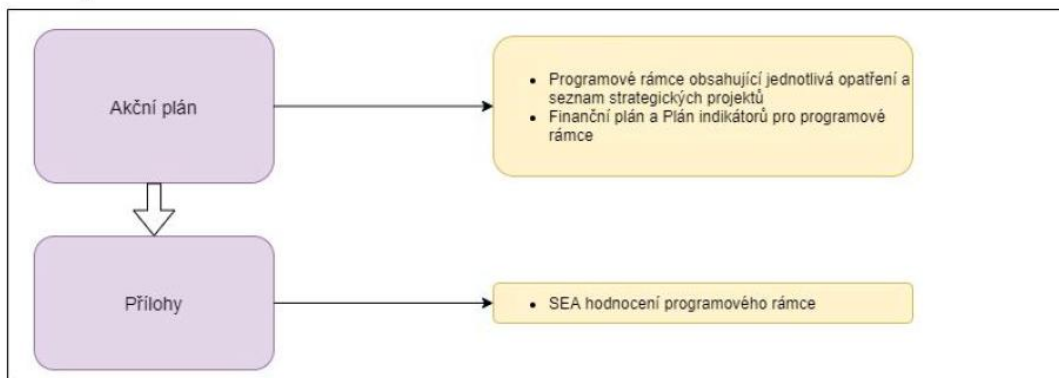 Akční plán
• Programové rámce obsahující jednotlivá opatření a
seznam strategických projektů
• Finanční plán a Plán indikátorů pro programové
rámce
Přílohy
• SEA hodnocení programového rámce